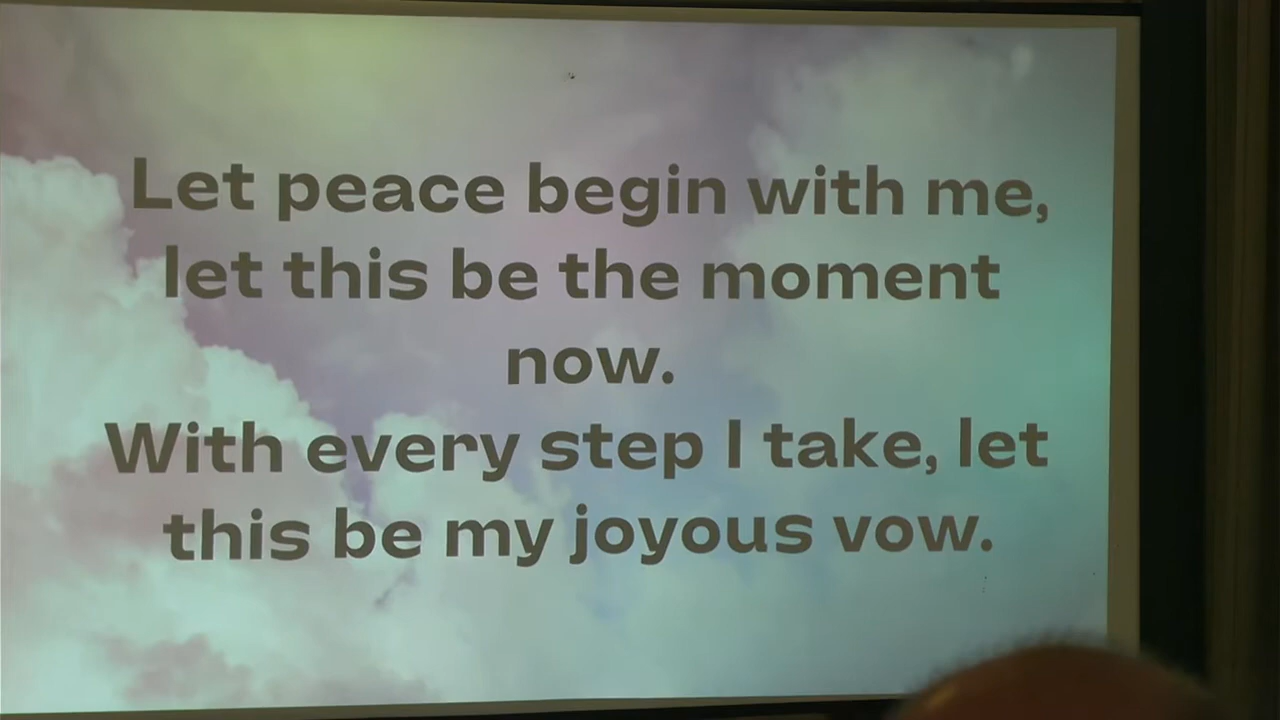 Let peace begin with me,
let this be the moment
now.
With every step I take, let
this be my joyous vow.